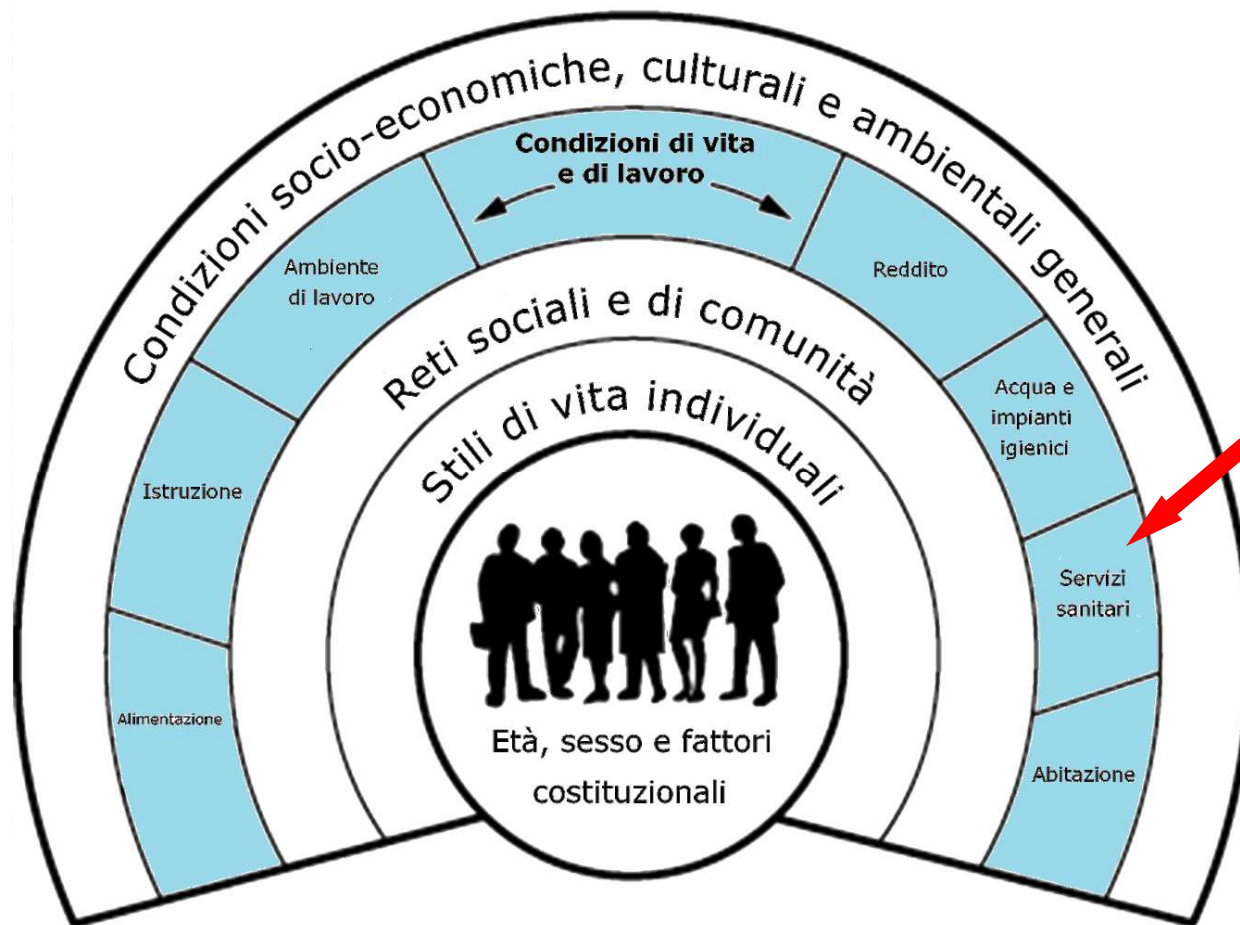 Condizioni socio-economiche, culturali e ambientali generali
Condizioni di vita
e di lavoro
Ambiente
di lavoro
Reddito
Reti sociali e di comunità
Acqua e
impianti
igienici
Stili di vita individuali
Istruzione
Servizi
sanitari
Alimentazione
Età, sesso e fattori
costituzionali
Abitazione